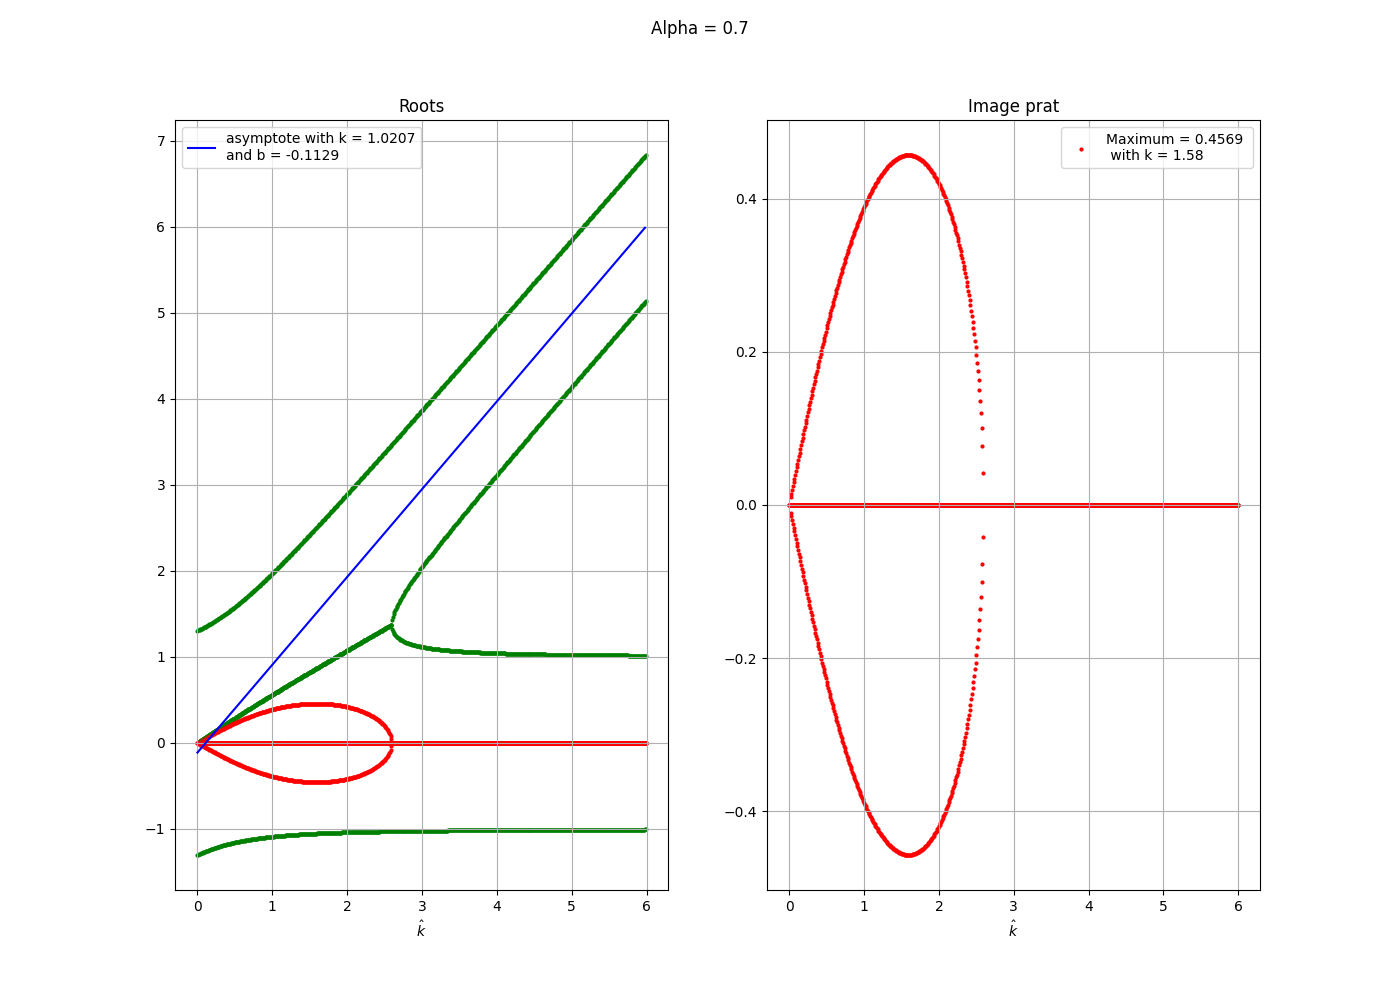 Alpha = 0.7
Roots
asymptote with k = 1.0207
and b = -0.1129
7
6
5
4
3
2
1
0
−1
0 1 2 3 4 5 6
k̂
Image prat
Maximum = 0.4569
with k = 1.58
0.4
0.2
0.0
−0.2
−0.4
0 1 2 3 4 5 6
k̂